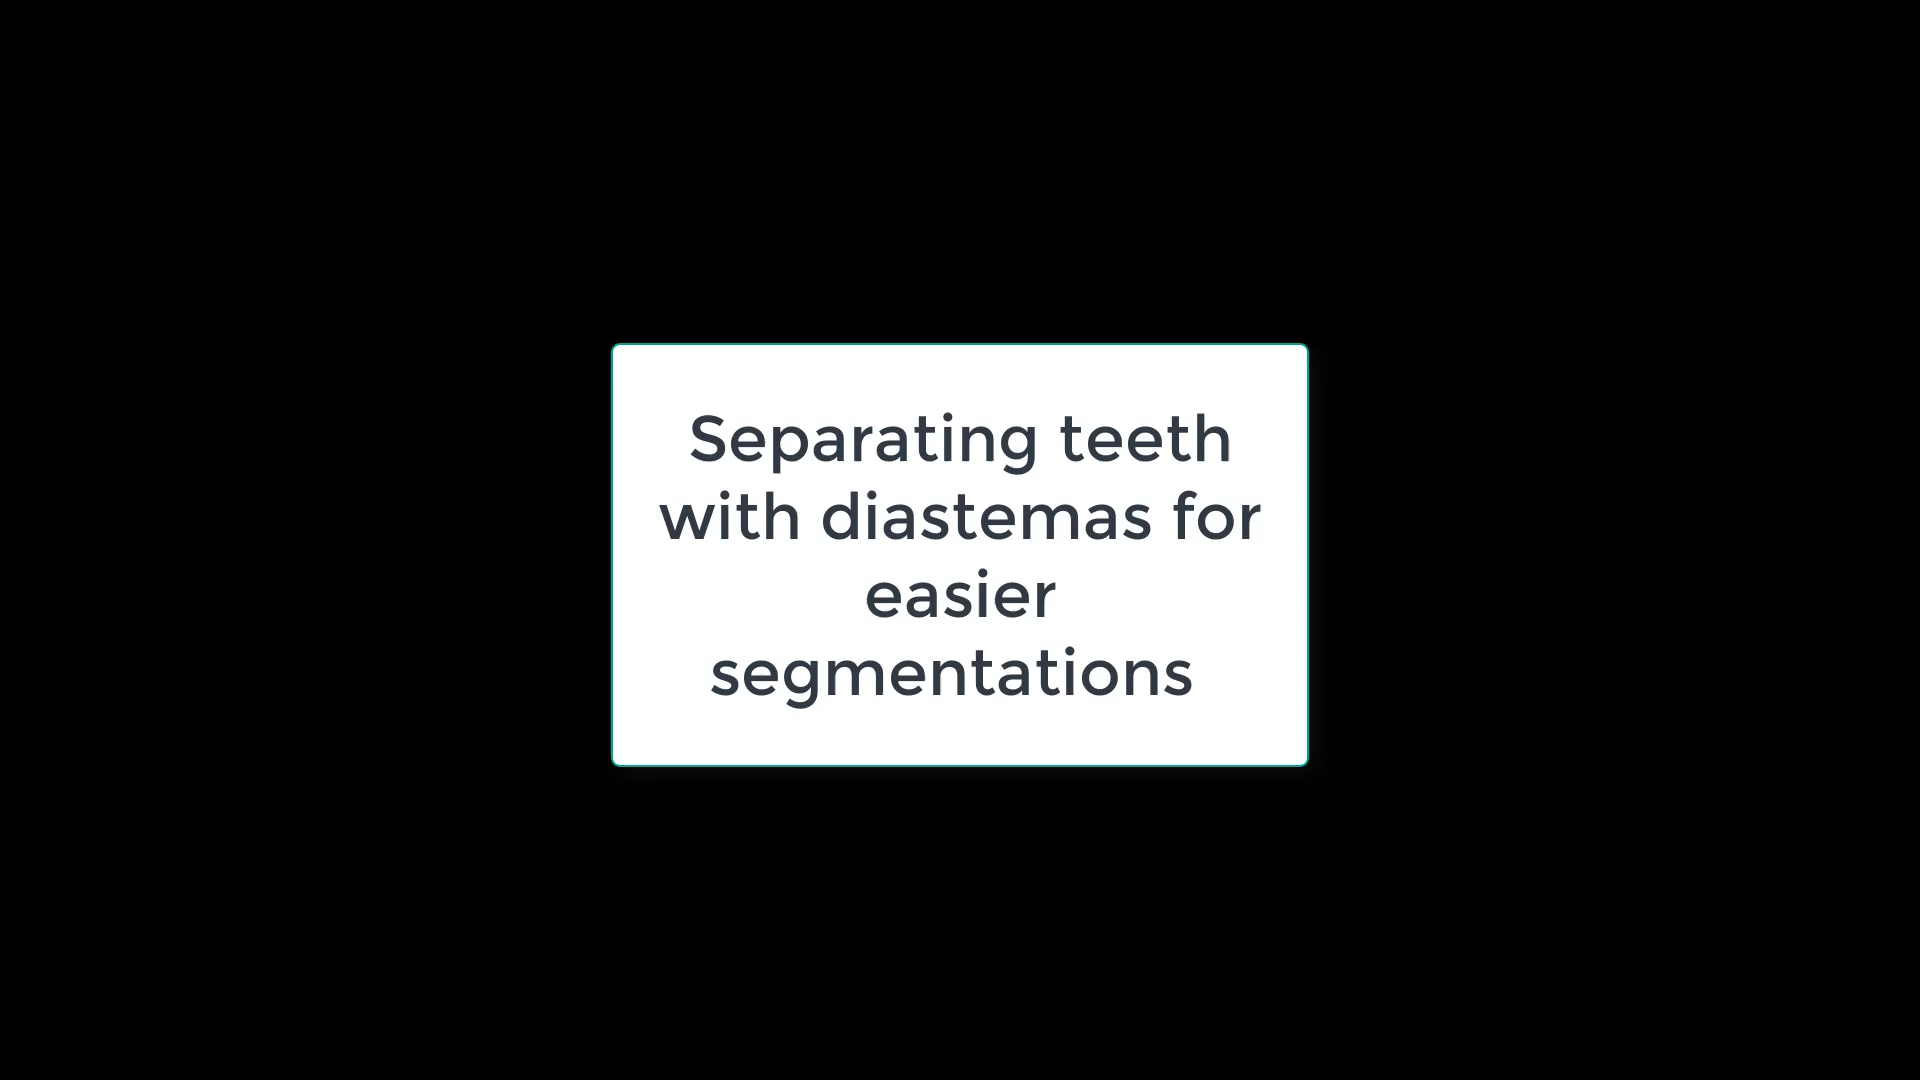 Separating teeth
with diastemas for
easier
segmentations